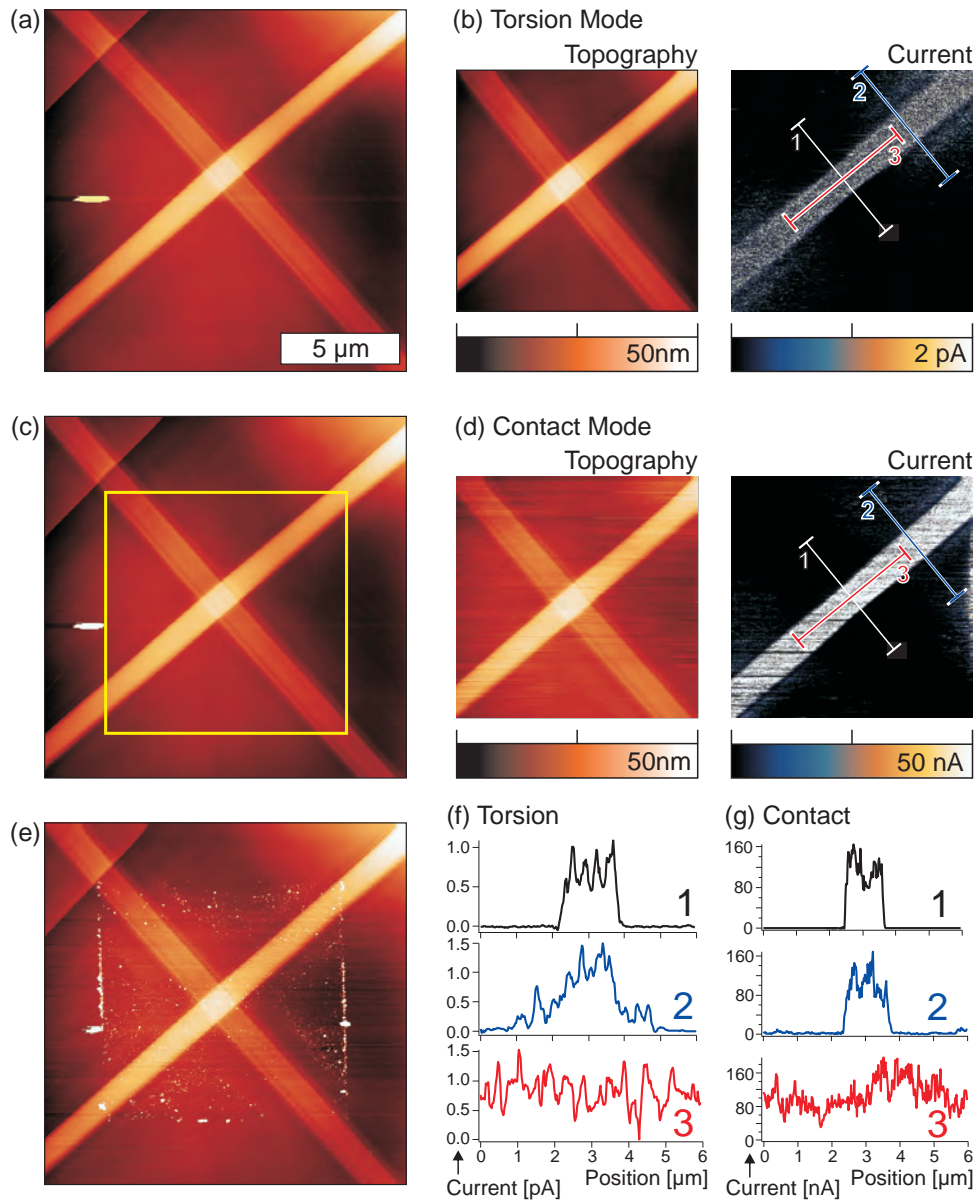 (a)
(b) Torsion Mode
Topography
Current
1
2
3
5 µm
50nm
2 pA
(c)
(d) Contact Mode
Topography
Current
1
2
3
50nm
50 nA
(e)
(f) Torsion
1.0
0.5
0.0
1
1.5
1.0
0.5
0.0
2
1.5
1.0
0.5
0.0
3
0 1 2 3 4 5 6
Current [pA]
Position [µm]
(g) Contact
160
80
0
1
160
80
0
2
160
80
0
3
0 1 2 3 4 5 6
Current [nA]
Position [µm]